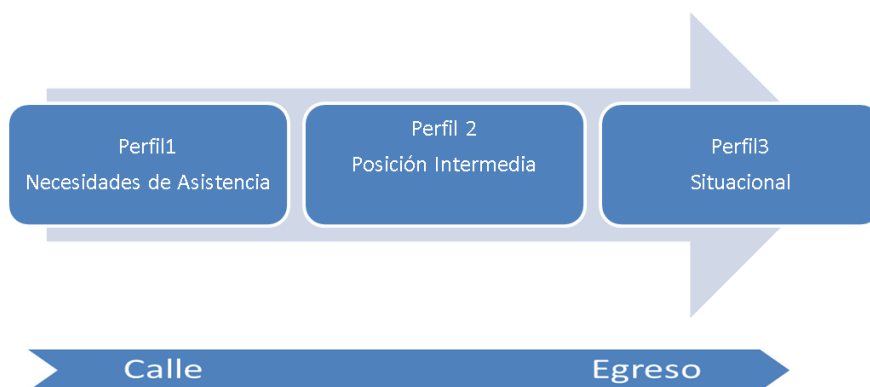 Perfil1
Necesidades de Asistencia
Perfil 2
Posición Intermedia
Perfil3
Situacional
Calle
Egreso